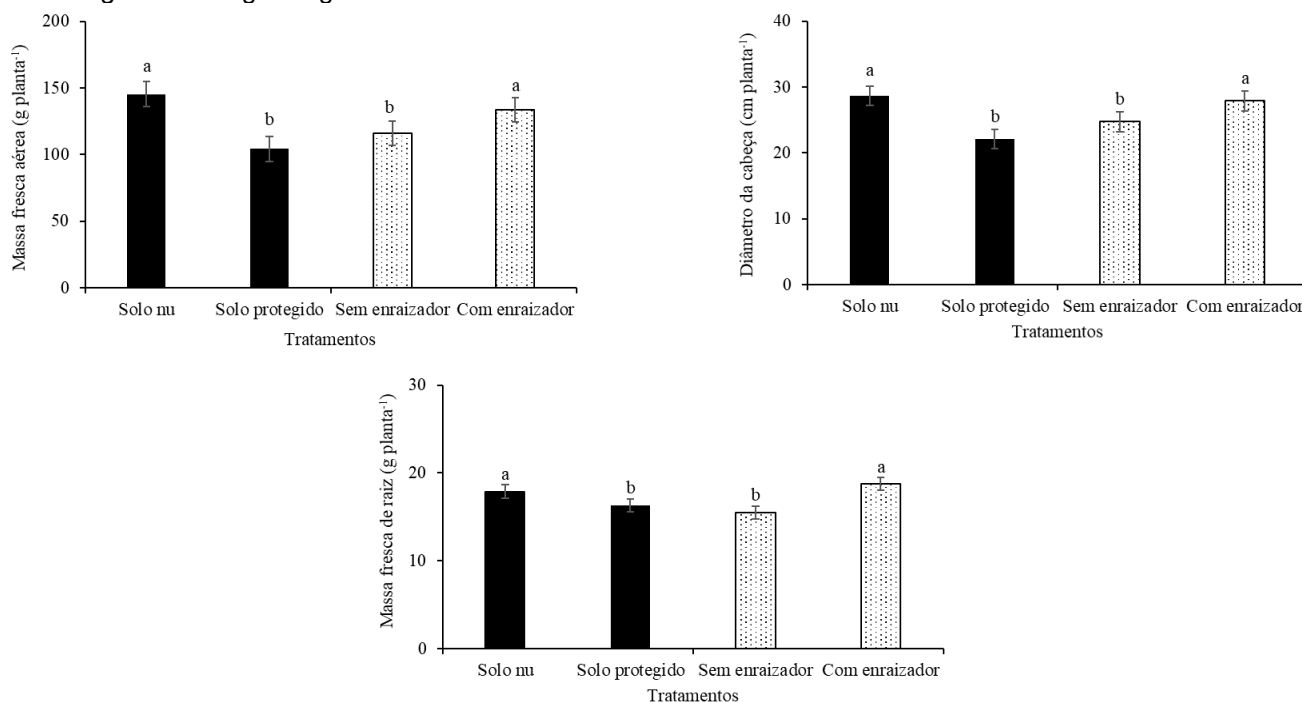 Massa fresca aérea (g planta⁻¹)
200
150
100
50
0
a
b
b
a
Solo nu
Solo protegido
Sem enraizador
Com enraizador
Tratamentos
Diâmetro da cabeça (cm planta⁻¹)
40
30
20
10
0
a
b
b
a
Solo nu
Solo protegido
Sem enraizador
Com enraizador
Tratamentos
Massa fresca de raiz (g planta⁻¹)
30
20
10
0
a
b
b
a
Solo nu
Solo protegido
Sem enraizador
Com enraizador
Tratamentos